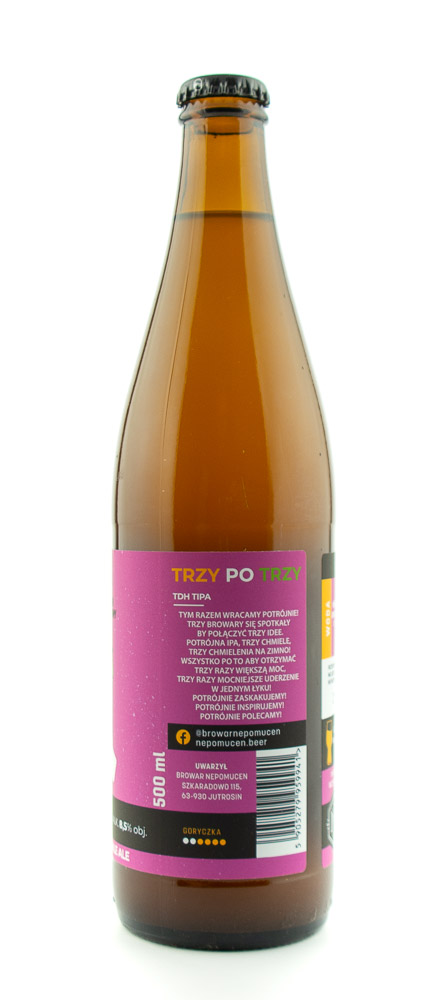 TRZY PO TRZY
TDH TIPA
TYM RAZEM WRACAMY POTRÓJNIE!
TRZY BROWARY SIĘ SPOTKAŁY
BY POŁĄCZYĆ TRZY IDEE.
POTRÓJNA IPA, TRZY CHMIELE,
TRZY CHMIELENIA NA ZIMNO!
WSZYSTKO PO TO ABY OTRZYMAĆ
TRZY RAZY WIĘKSZĄ MOC,
TRZY RAZY MOCNIEJSZE UDERZENIE
W JEDNYM ŁYKU!
POTRÓJNIE ZASKAKUJEMY!
POTRÓJNIE INSPIRUJEMY!
POTRÓJNIE POLECAMY!
@browarnepomucen
nepomucen.beer
500 ml
UWARZYŁ
BROWAR NEPOMUCEN
SZKARADOWO 115,
63-930 JUTROSIN
GORYCZKA
5 905279 959941 >
8,5% obj.
ALE